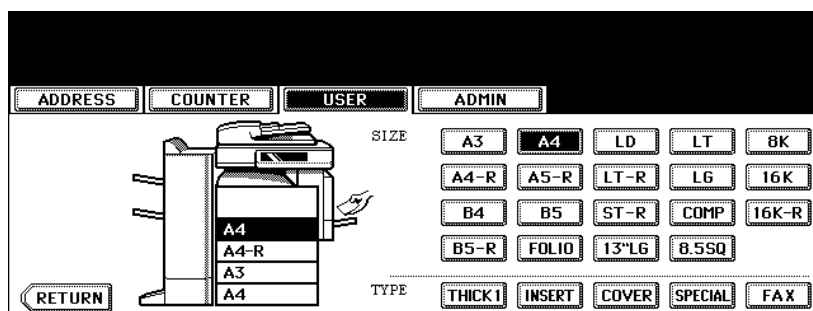 ADDRESS COUNTER USER ADMIN
SIZE A3 A4 LD LT 8K
A4-R A5-R LT-R LG 16K
B4 B5 ST-R COMP 16K-R
B5-R FOLIO 13"LG 8.5SQ
A4
A4-R
A3
A4
TYPE THICK1 INSERT COVER SPECIAL FAX
RETURN